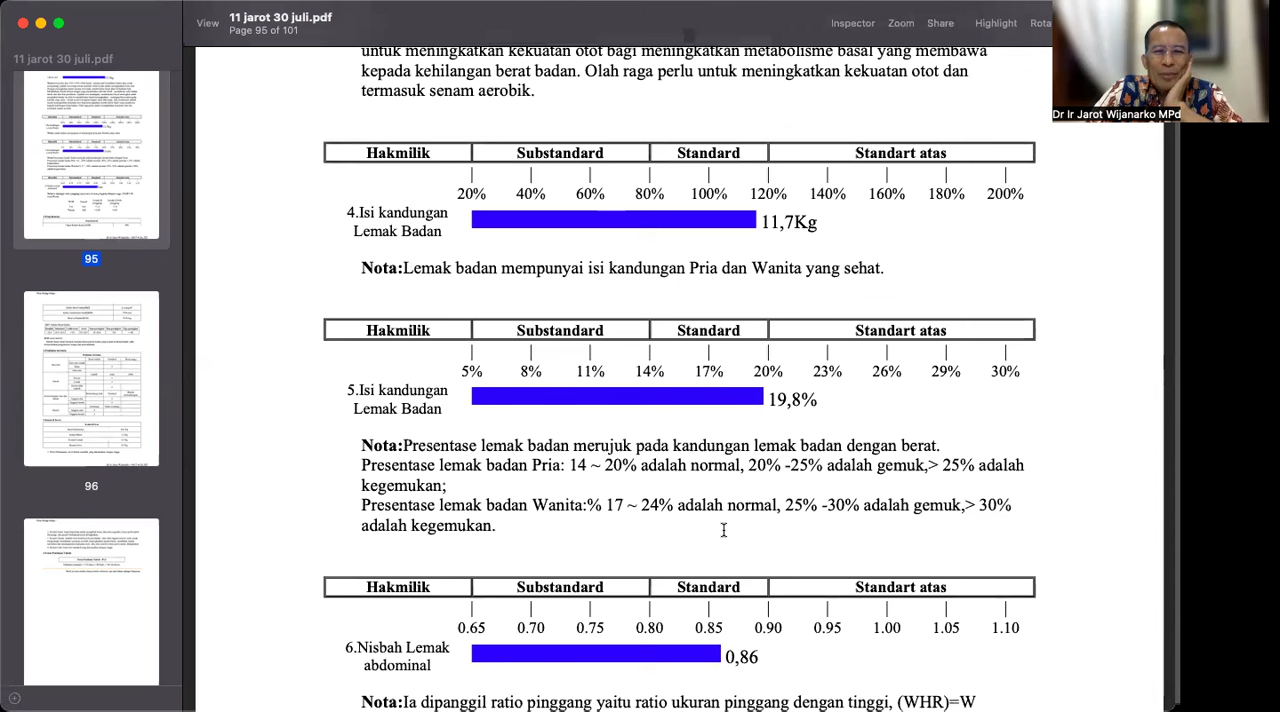 11 jarot 30 juli.pdf
Page 95 of 101
View
Inspector
Zoom
Share
Highlight
11 jarot 30 juli.pdf
95
96
Dr Ir Jarot Wijanarko MPd
untuk meningkatkan kekuatan otot bagi meningkatkan metabolisme basal yang membawa
kepada kehilangan berat badan. Olah raga perlu untuk meningkatkan kekuatan otot dan
termasuk senam aerobik.
Hakmilik Substandard Standard Standart atas
20% 60% 80% 100% 120% 140% 160% 180% 200%
4.Isi kandungan
Lemak Badan
11,7Kg
Nota:Lemak badan mempunyai isi kandungan Pria dan Wanita yang sehat.
Hakmilik Substandard Standard Standart atas
5% 8% 11% 14% 17% 20% 23% 26% 29% 30%
5.Isi kandungan
Lemak Badan
19,8%
Nota:Presentase lemak badan merujuk pada kandungan lemak badan dengan berat.
Presentase lemak badan Pria: 14 ~ 20% adalah normal, 20% -25% adalah gemuk,> 25% adalah
kegemukan;
Presentase lemak badan Wanita:% 17 ~ 24% adalah normal, 25% -30% adalah gemuk,> 30%
adalah kegemukan.
Hakmilik Substandard Standard Standart atas
0.65 0.70 0.75 0.80 0.85 0.90 0.95 1.00 1.05 1.10
6.Nisbah Lemak
abdominal
0,86
Nota:Ia dipanggil ratio pinggang yaitu ratio ukuran pinggang dengan tinggi, (WHR)=W